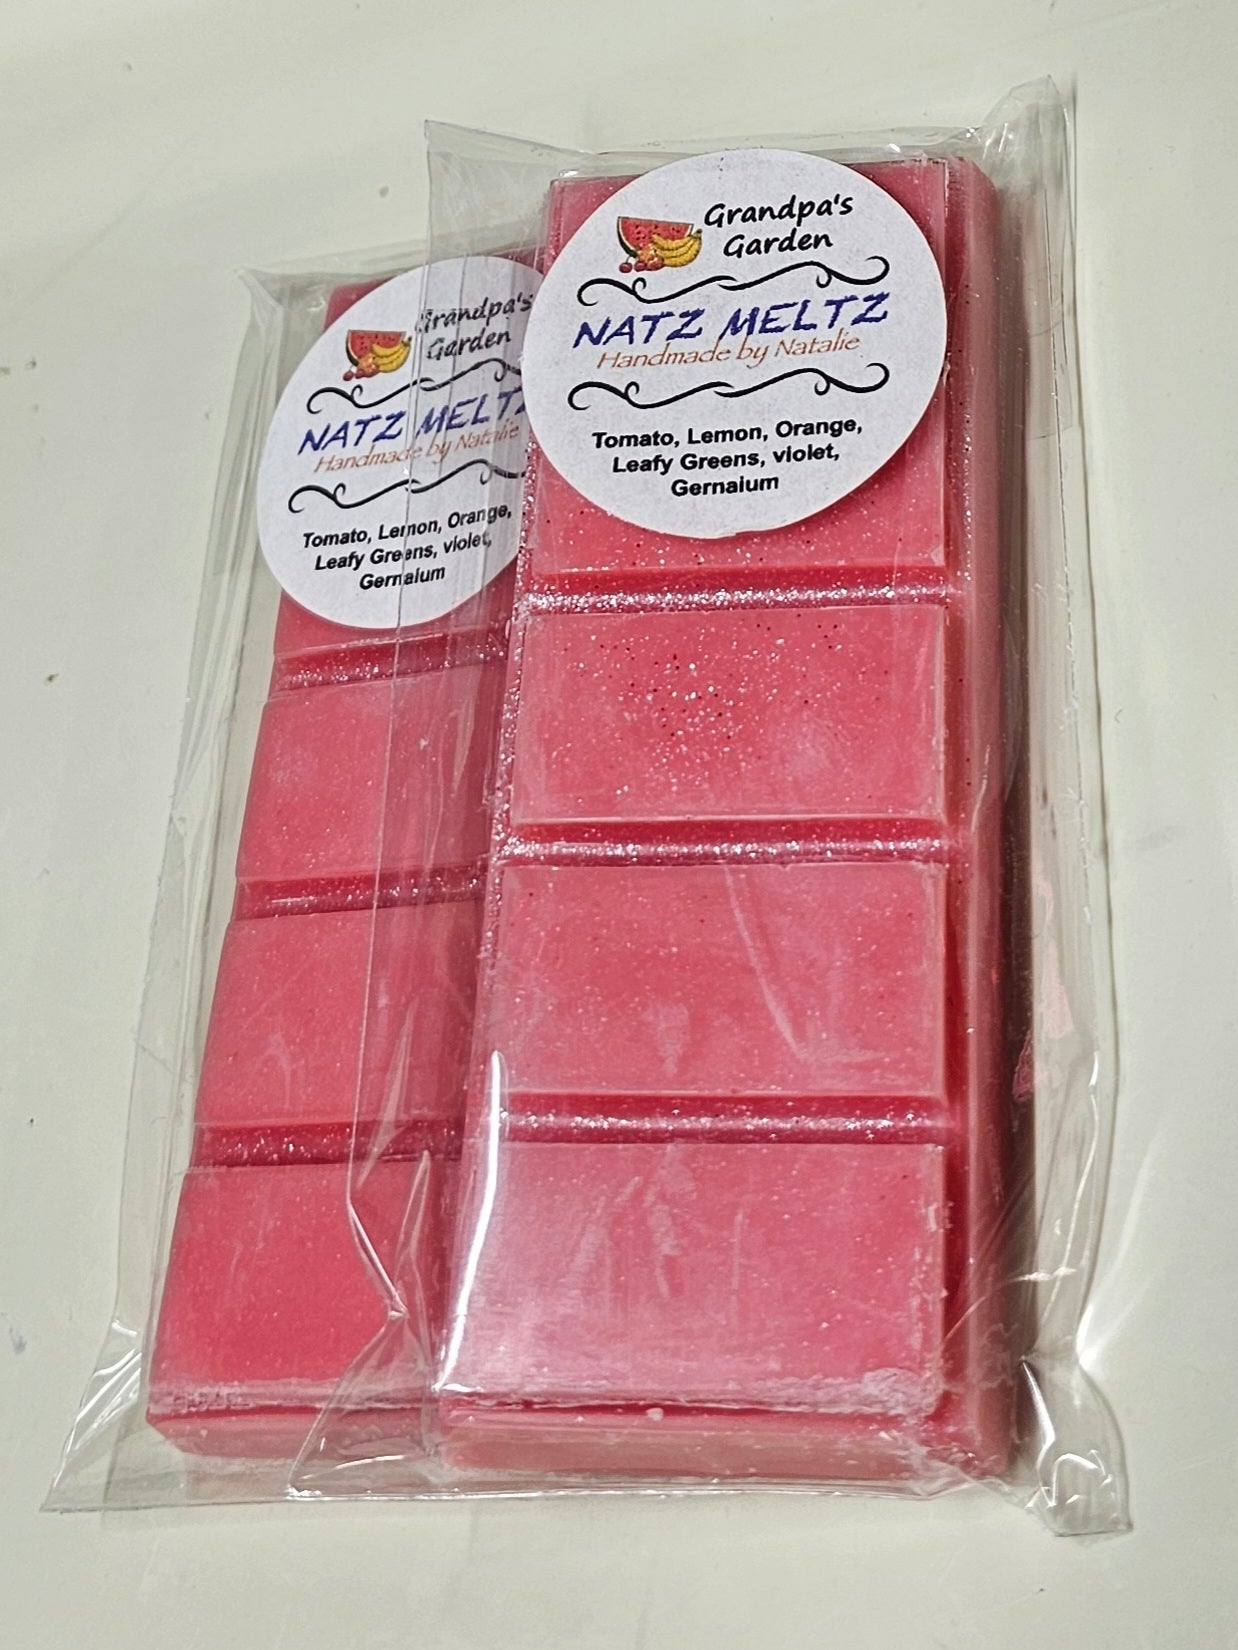 Grandpa's
Garden
NATZ MELTZ
Handmade by Natalie
Tomato, Lemon, Orange,
Leafy Greens, violet,
Gernaium
Grandpa's
Garden
NATZ MELTZ
Handmade by Natalie
Tomato, Lemon, Orange,
Leafy Greens, violet,
Gernaium